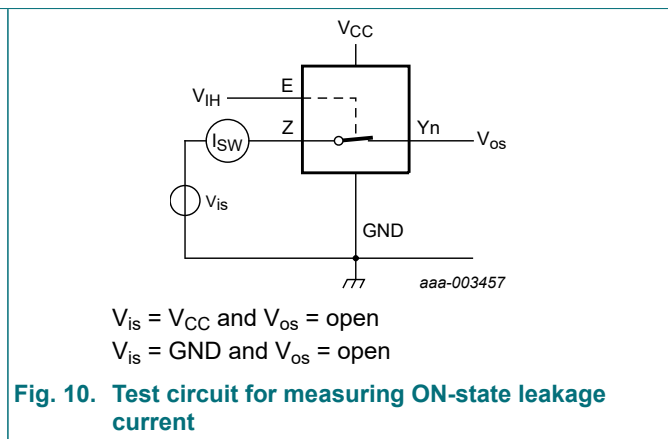 VCC
VIH
E
ISW
Z
Yn
Vos
Vis
GND
aaa-003457
Vis = VCC and Vos = open
Vis = GND and Vos = open
Fig. 10. Test circuit for measuring ON-state leakage
current